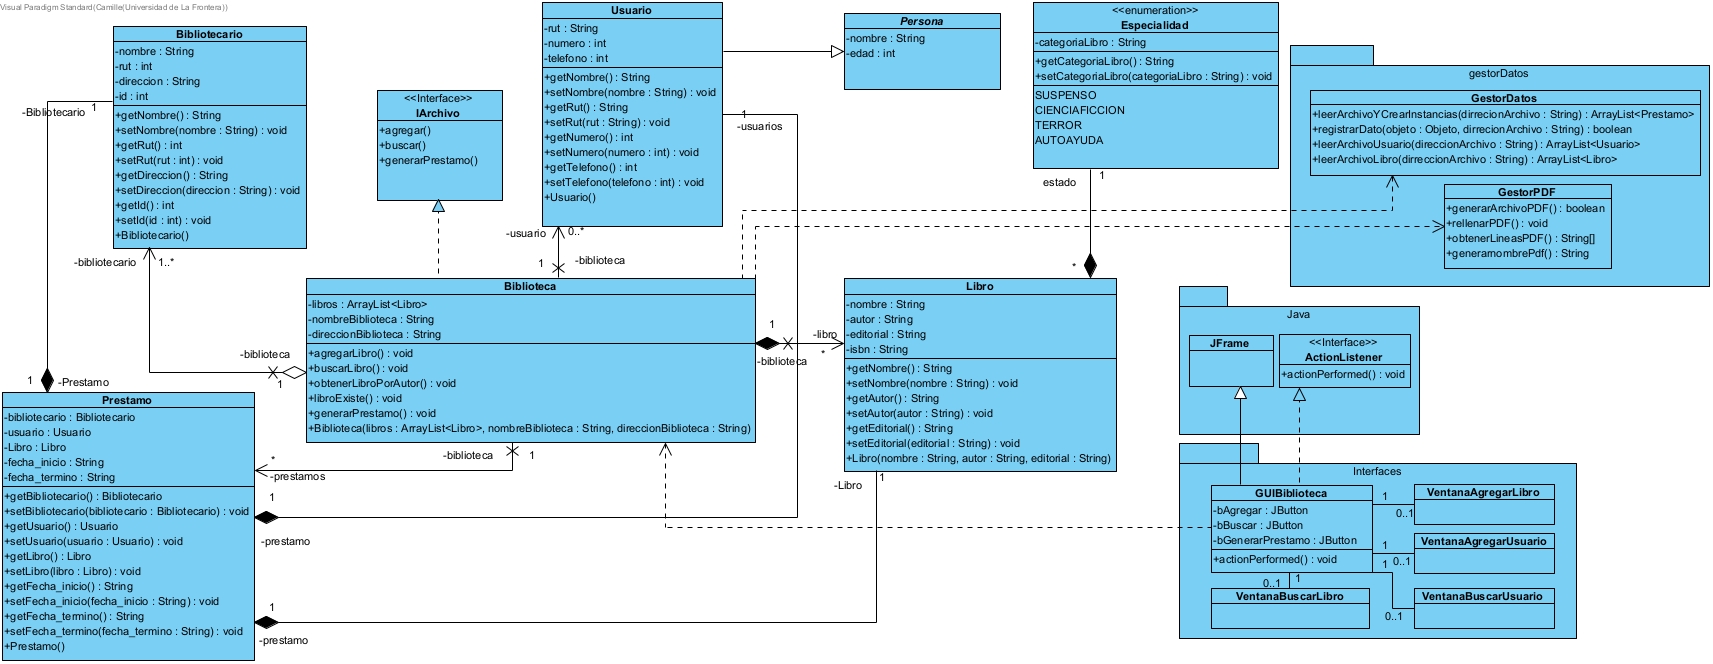 Visual Paradigm Standard(Camille(Universidad de La Frontera))
Bibliotecario
-nombre : String
-rut : int
-direccion : String
-id : int
+getNombre() : String
+setNombre(nombre : String) : void
+getRut() : int
+setRut(rut : int) : void
+getDireccion() : String
+setDireccion(direccion : String) : void
+getId() : int
+setId(id : int) : void
+Bibliotecario()
-Bibliotecario
1
-bibliotecario
1..*
<<Interface>>
IArchivo
+agregar()
+buscar()
+generarPrestamo()
Usuario
-rut : String
-numero : int
-telefono : int
+getNombre() : String
+setNombre(nombre : String) : void
+getRut() : String
+setRut(rut : String) : void
+getNumero() : int
+setNumero(numero : int) : void
+getTelefono() : int
+setTelefono(telefono : int) : void
+Usuario()
1
-usuarios
-usuario
0..*
1
-biblioteca
Persona
-nombre : String
-edad : int
<<enumeration>>
Especialidad
-categoriaLibro : String
+getCategoriaLibro() : String
+setCategoriaLibro(categoriaLibro : String) : void
SUSPENSO
CIENCIAFICCION
TERROR
AUTOAYUDA
estado
1
*
gestorDatos
GestorDatos
+leerArchivoYCrearInstancias(dirrecionArchivo : String) : ArrayList<Prestamo>
+registrarDato(objeto : Objeto, dirrecionArchivo : String) : boolean
+leerArchivoUsuario(direccionArchivo : String) : ArrayList<Usuario>
+leerArchivoLibro(dirreccionArchivo : String) : ArrayList<Libro>
GestorPDF
+generarArchivoPDF() : boolean
+rellenarPDF() : void
+obtenerLineasPDF() : String[]
+generamombrePdf() : String
Biblioteca
-libros : ArrayList<Libro>
-nombreBiblioteca : String
-direccionBiblioteca : String
+agregarLibro() : void
+buscarLibro() : void
+obtenerLibroPorAutor() : void
+libroExiste() : void
+generarPrestamo() : void
+Biblioteca(libros : ArrayList<Libro>, nombreBiblioteca : String, direccionBiblioteca : String)
-biblioteca
1
1
-libro
*
-biblioteca
-biblioteca
1
Libro
-nombre : String
-autor : String
-editorial : String
-isbn : String
+getNombre() : String
+setNombre(nombre : String) : void
+getAutor() : String
+setAutor(autor : String) : void
+getEditorial() : String
+setEditorial(editorial : String) : void
+Libro(nombre : String, autor : String, editorial : String)
-Libro
1
1
-Prestamo
Prestamo
-bibliotecario : Bibliotecario
-usuario : Usuario
-Libro : Libro
-fecha_inicio : String
-fecha_termino : String
+getBibliotecario() : Bibliotecario
+setBibliotecario(bibliotecario : Bibliotecario) : void
+getUsuario() : Usuario
+setUsuario(usuario : Usuario) : void
+getLibro() : Libro
+setLibro(libro : Libro) : void
+getFecha_inicio() : String
+setFecha_inicio(fecha_inicio : String) : void
+getFecha_termino() : String
+setFecha_termino(fecha_termino : String) : void
+Prestamo()
*
-prestamos
1
-prestamo
1
-prestamo
Java
JFrame
<<Interface>>
ActionListener
+actionPerformed() : void
Interfaces
GUIBiblioteca
-bAgregar : JButton
-bBuscar : JButton
-bGenerarPrestamo : JButton
+actionPerformed() : void
1
0..1
VentanaAgregarLibro
1
0..1
VentanaAgregarUsuario
1
0..1
VentanaBuscarUsuario
1
0..1
VentanaBuscarLibro